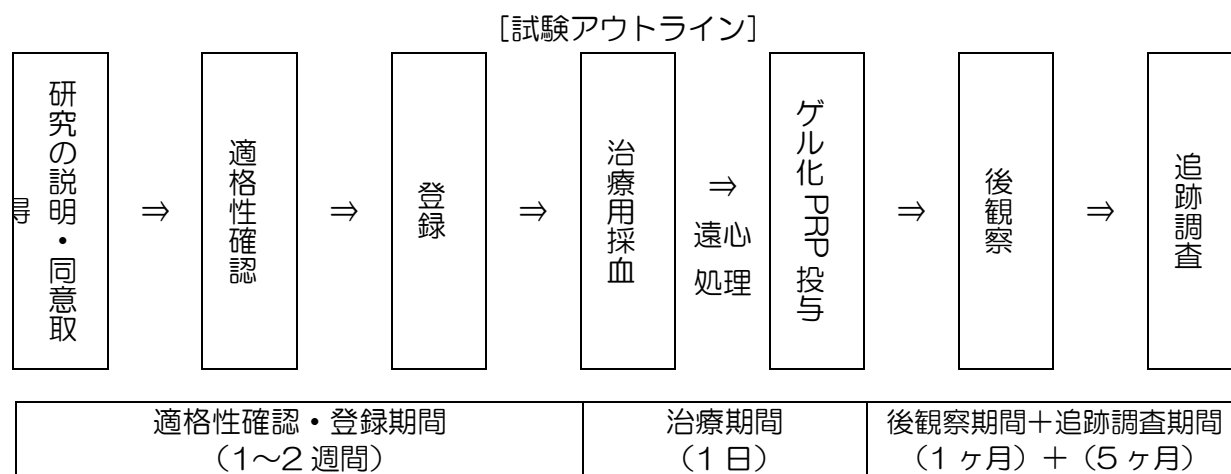 [試験アウトライン]
研究の説明・同意取
得
⇒
適格性確認
⇒
登録
⇒
治療用採血
⇒
遠心
処理
ゲル化PRP投与
⇒
後観察
⇒
追跡調査
適格性確認・登録期間
（1～2週間）
治療期間
（1日）
後観察期間＋追跡調査期間
（1ヶ月）＋（5ヶ月）